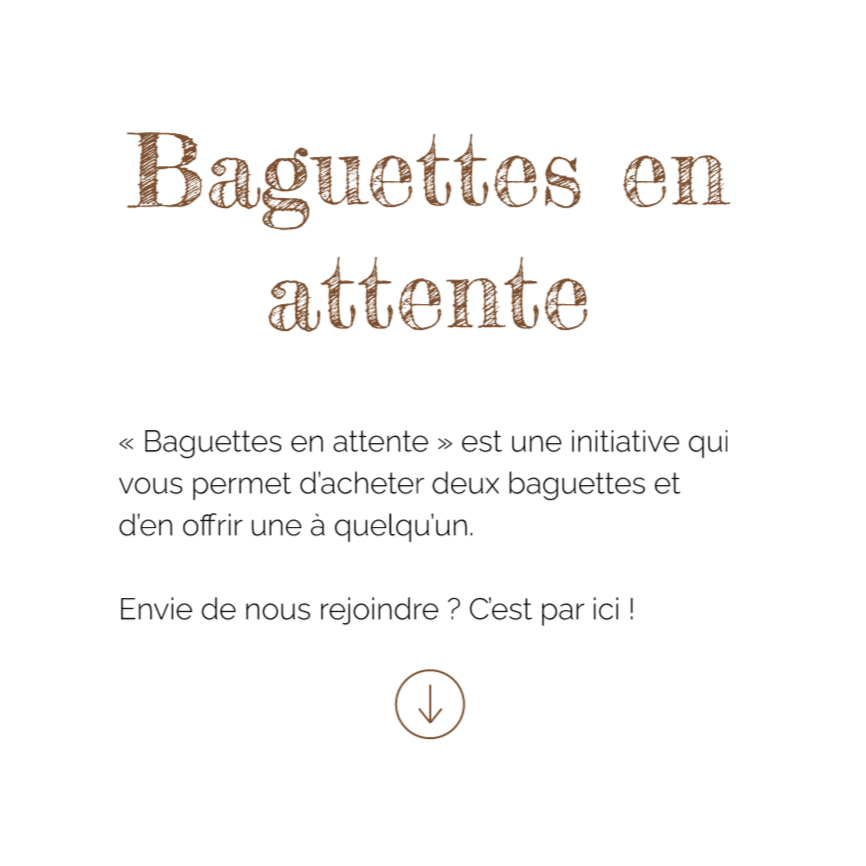 Baguettes en
attente
« Baguettes en attente » est une initiative qui
vous permet d’acheter deux baguettes et
d’en offrir une à quelqu’un.
Envie de nous rejoindre ? C’est par ici !